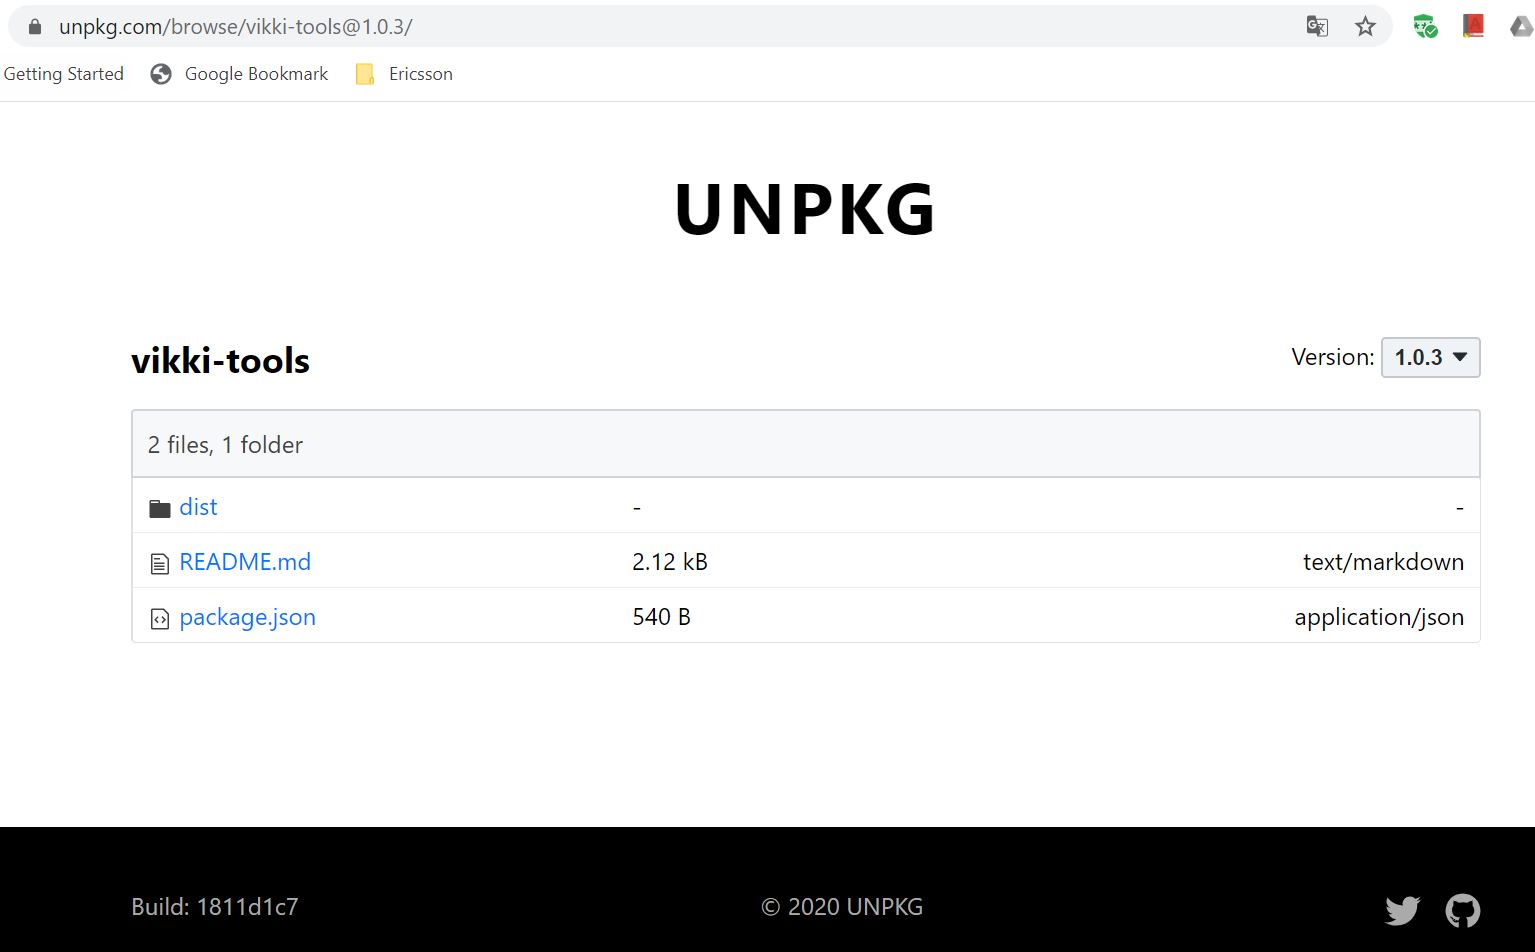 unpkg.com/browse/vikki-tools@1.0.3/
Getting Started Google Bookmark Ericsson
UNPKG
vikki-tools Version: 1.0.3
2 files, 1 folder
dist - -
README.md 2.12 kB text/markdown
package.json 540 B application/json
Build: 1811d1c7 © 2020 UNPKG